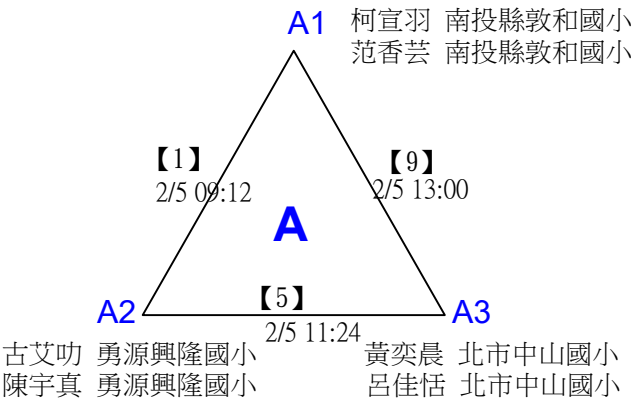 A1 柯宣羽 南投縣敦和國小
范香芸 南投縣敦和國小
【1】
2/5 09:12
【9】
2/5 13:00
A
【5】
2/5 11:24
A2
古艾叻 勇源興隆國小
陳宇真 勇源興隆國小
A3
黃奕晨 北市中山國小
呂佳恬 北市中山國小